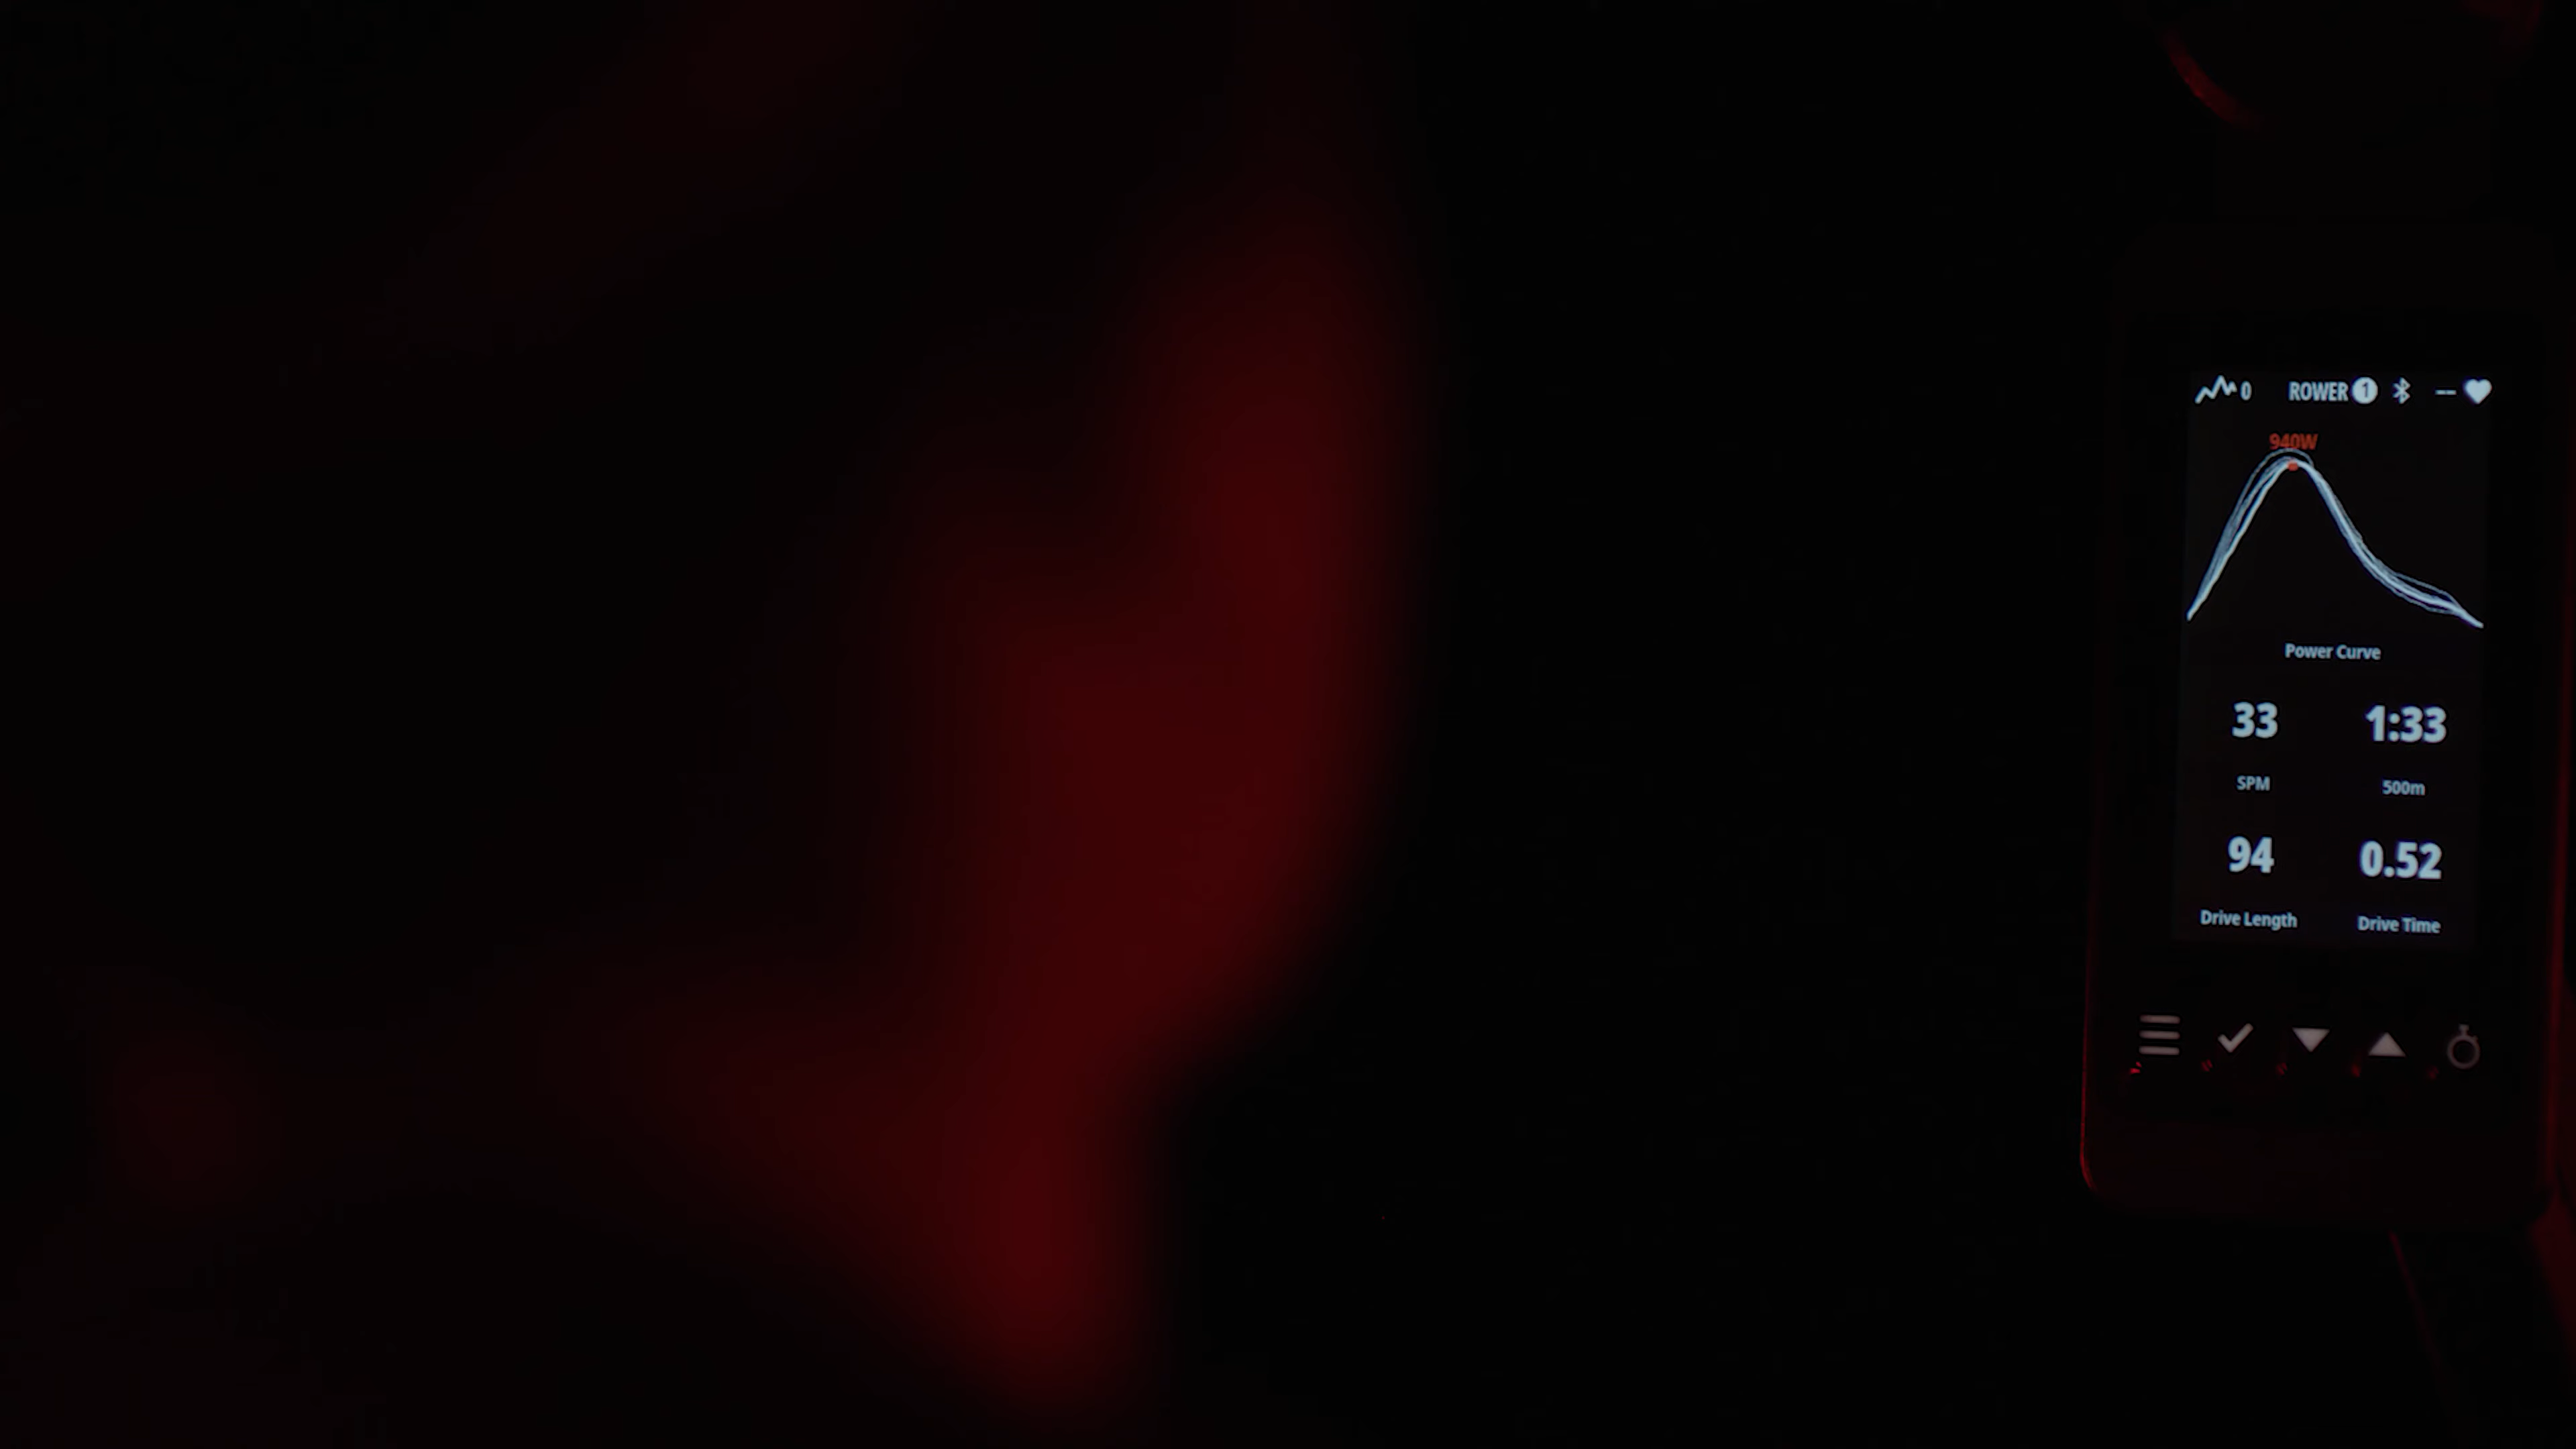 0 ROWER 1 --
940W
Power Curve
33 1:33
SPM 500m
94 0.52
Drive Length Drive Time